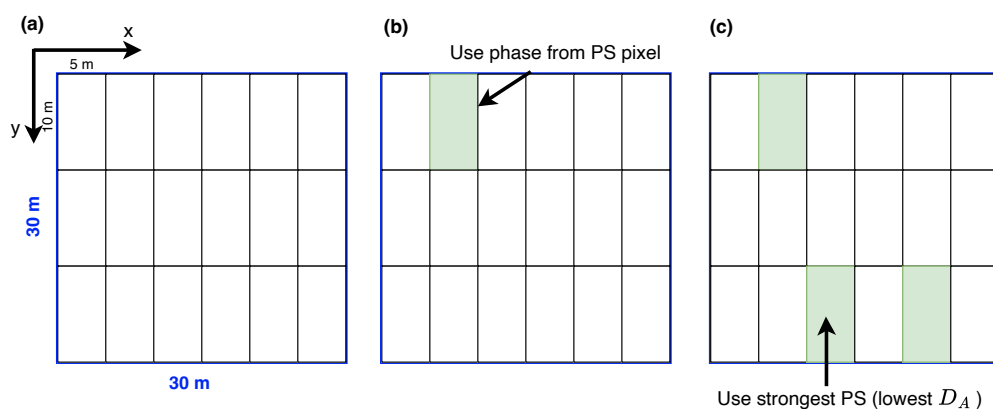 (a)
x
5 m
10 m
y
30 m
30 m
(b)
Use phase from PS pixel
(c)
Use strongest PS (lowest D_A )